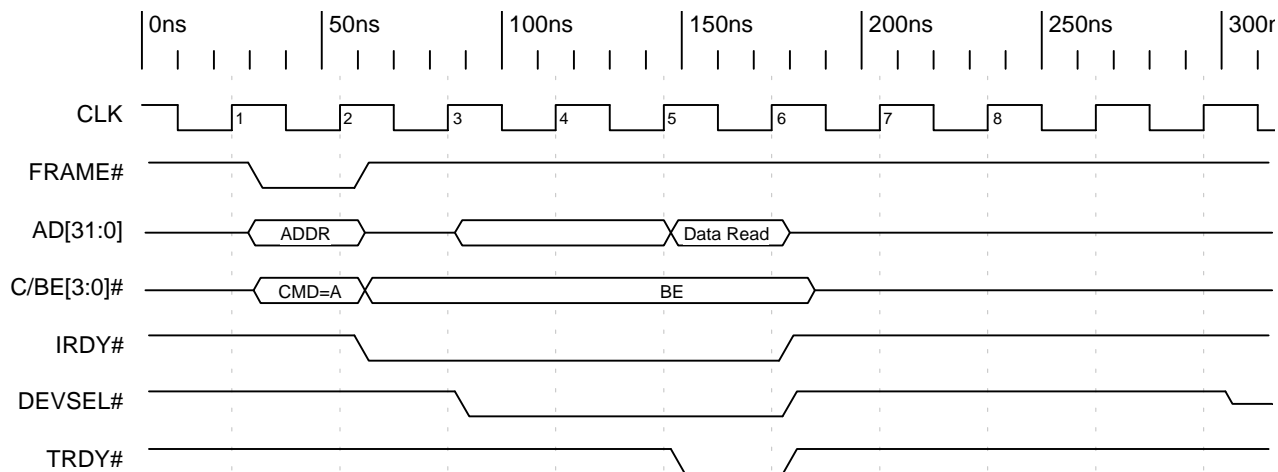 0ns 50ns 100ns 150ns 200ns 250ns 300n
CLK 1 2 3 4 5 6 7 8
FRAME#
AD[31:0] ADDR Data Read
C/BE[3:0]# CMD=A BE
IRDY#
DEVSEL#
TRDY#